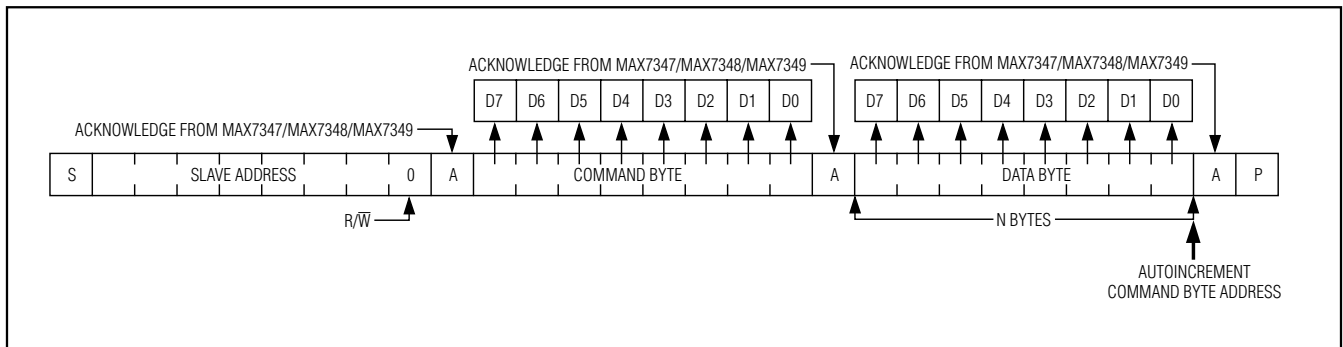 ACKNOWLEDGE FROM MAX7347/MAX7348/MAX7349 ACKNOWLEDGE FROM MAX7347/MAX7348/MAX7349
D7 D6 D5 D4 D3 D2 D1 D0 D7 D6 D5 D4 D3 D2 D1 D0
ACKNOWLEDGE FROM MAX7347/MAX7348/MAX7349
S SLAVE ADDRESS 0 A COMMAND BYTE A DATA BYTE A P
R/W̅ N BYTES
AUTOINCREMENT
COMMAND BYTE ADDRESS